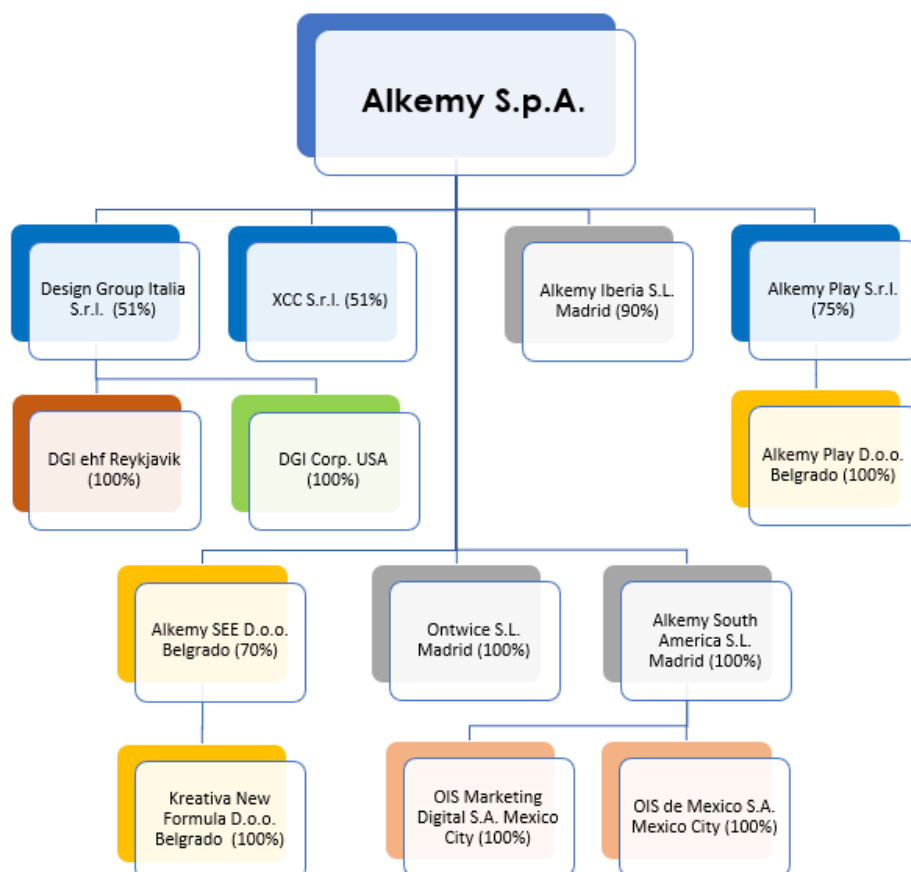 Alkemy S.p.A.
Design Group Italia
S.r.l. (51%)
XCC S.r.l. (51%)
Alkemy Iberia S.L.
Madrid (90%)
Alkemy Play S.r.l.
(75%)
DGI ehf Reykjavik
(100%)
DGI Corp. USA
(100%)
Alkemy Play D.o.o.
Belgrado (100%)
Alkemy SEE D.o.o.
Belgrado (70%)
Ontwice S.L.
Madrid (100%)
Alkemy South
America S.L.
Madrid (100%)
Kreativa New
Formula D.o.o.
Belgrado (100%)
OIS Marketing
Digital S.A. Mexico
City (100%)
OIS de Mexico S.A.
Mexico City (100%)